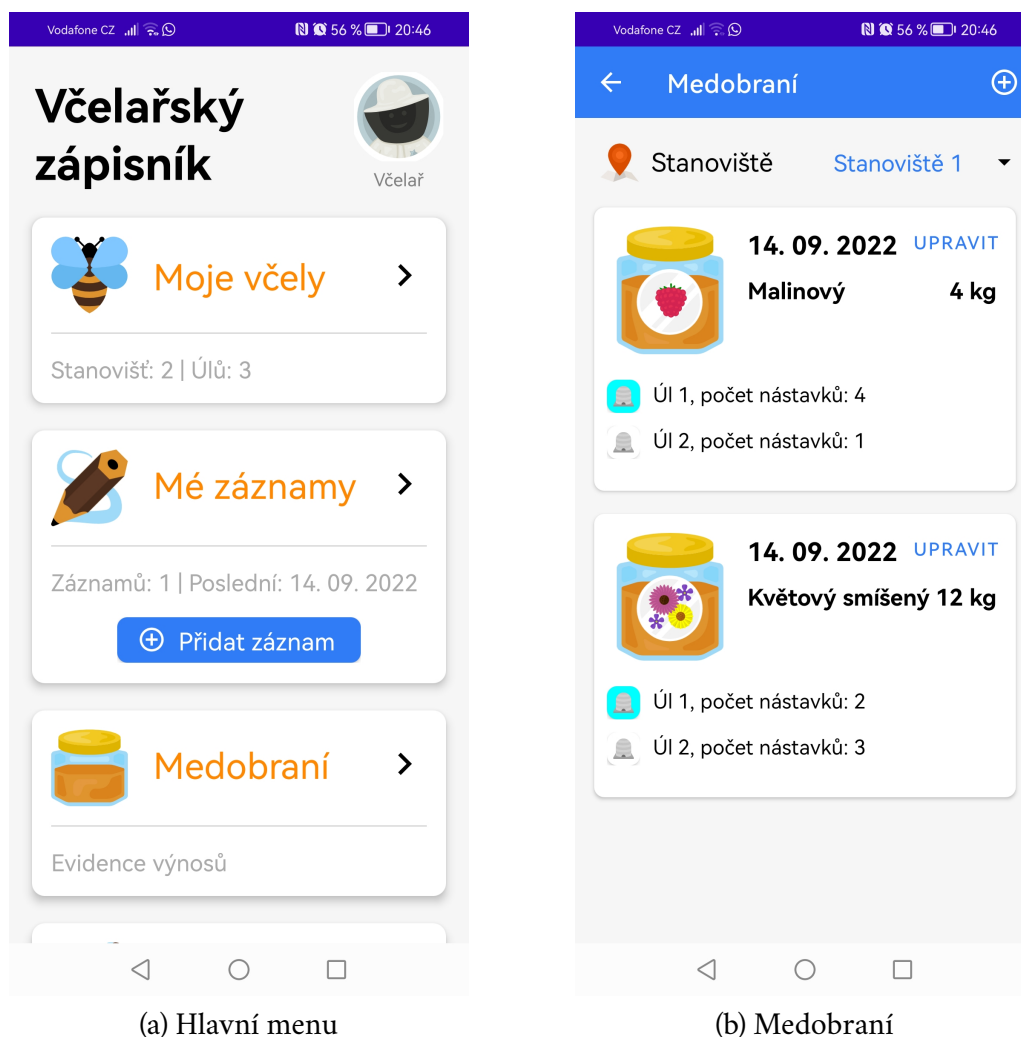 Vodafone CZ 56 % 20:46
Včelařský
zápisník
Včelař
Moje včely
Stanovišť: 2 | Úlů: 3
Mé záznamy
Záznamů: 1 | Poslední: 14. 09. 2022
Přidat záznam
Medobraní
Evidence výnosů
(a) Hlavní menu
Vodafone CZ 56 % 20:46
Medobraní
Stanoviště Stanoviště 1
14. 09. 2022 UPRAVIT
Malinový 4 kg
Úl 1, počet nástavků: 4
Úl 2, počet nástavků: 1
14. 09. 2022 UPRAVIT
Květový smíšený 12 kg
Úl 1, počet nástavků: 2
Úl 2, počet nástavků: 3
(b) Medobraní